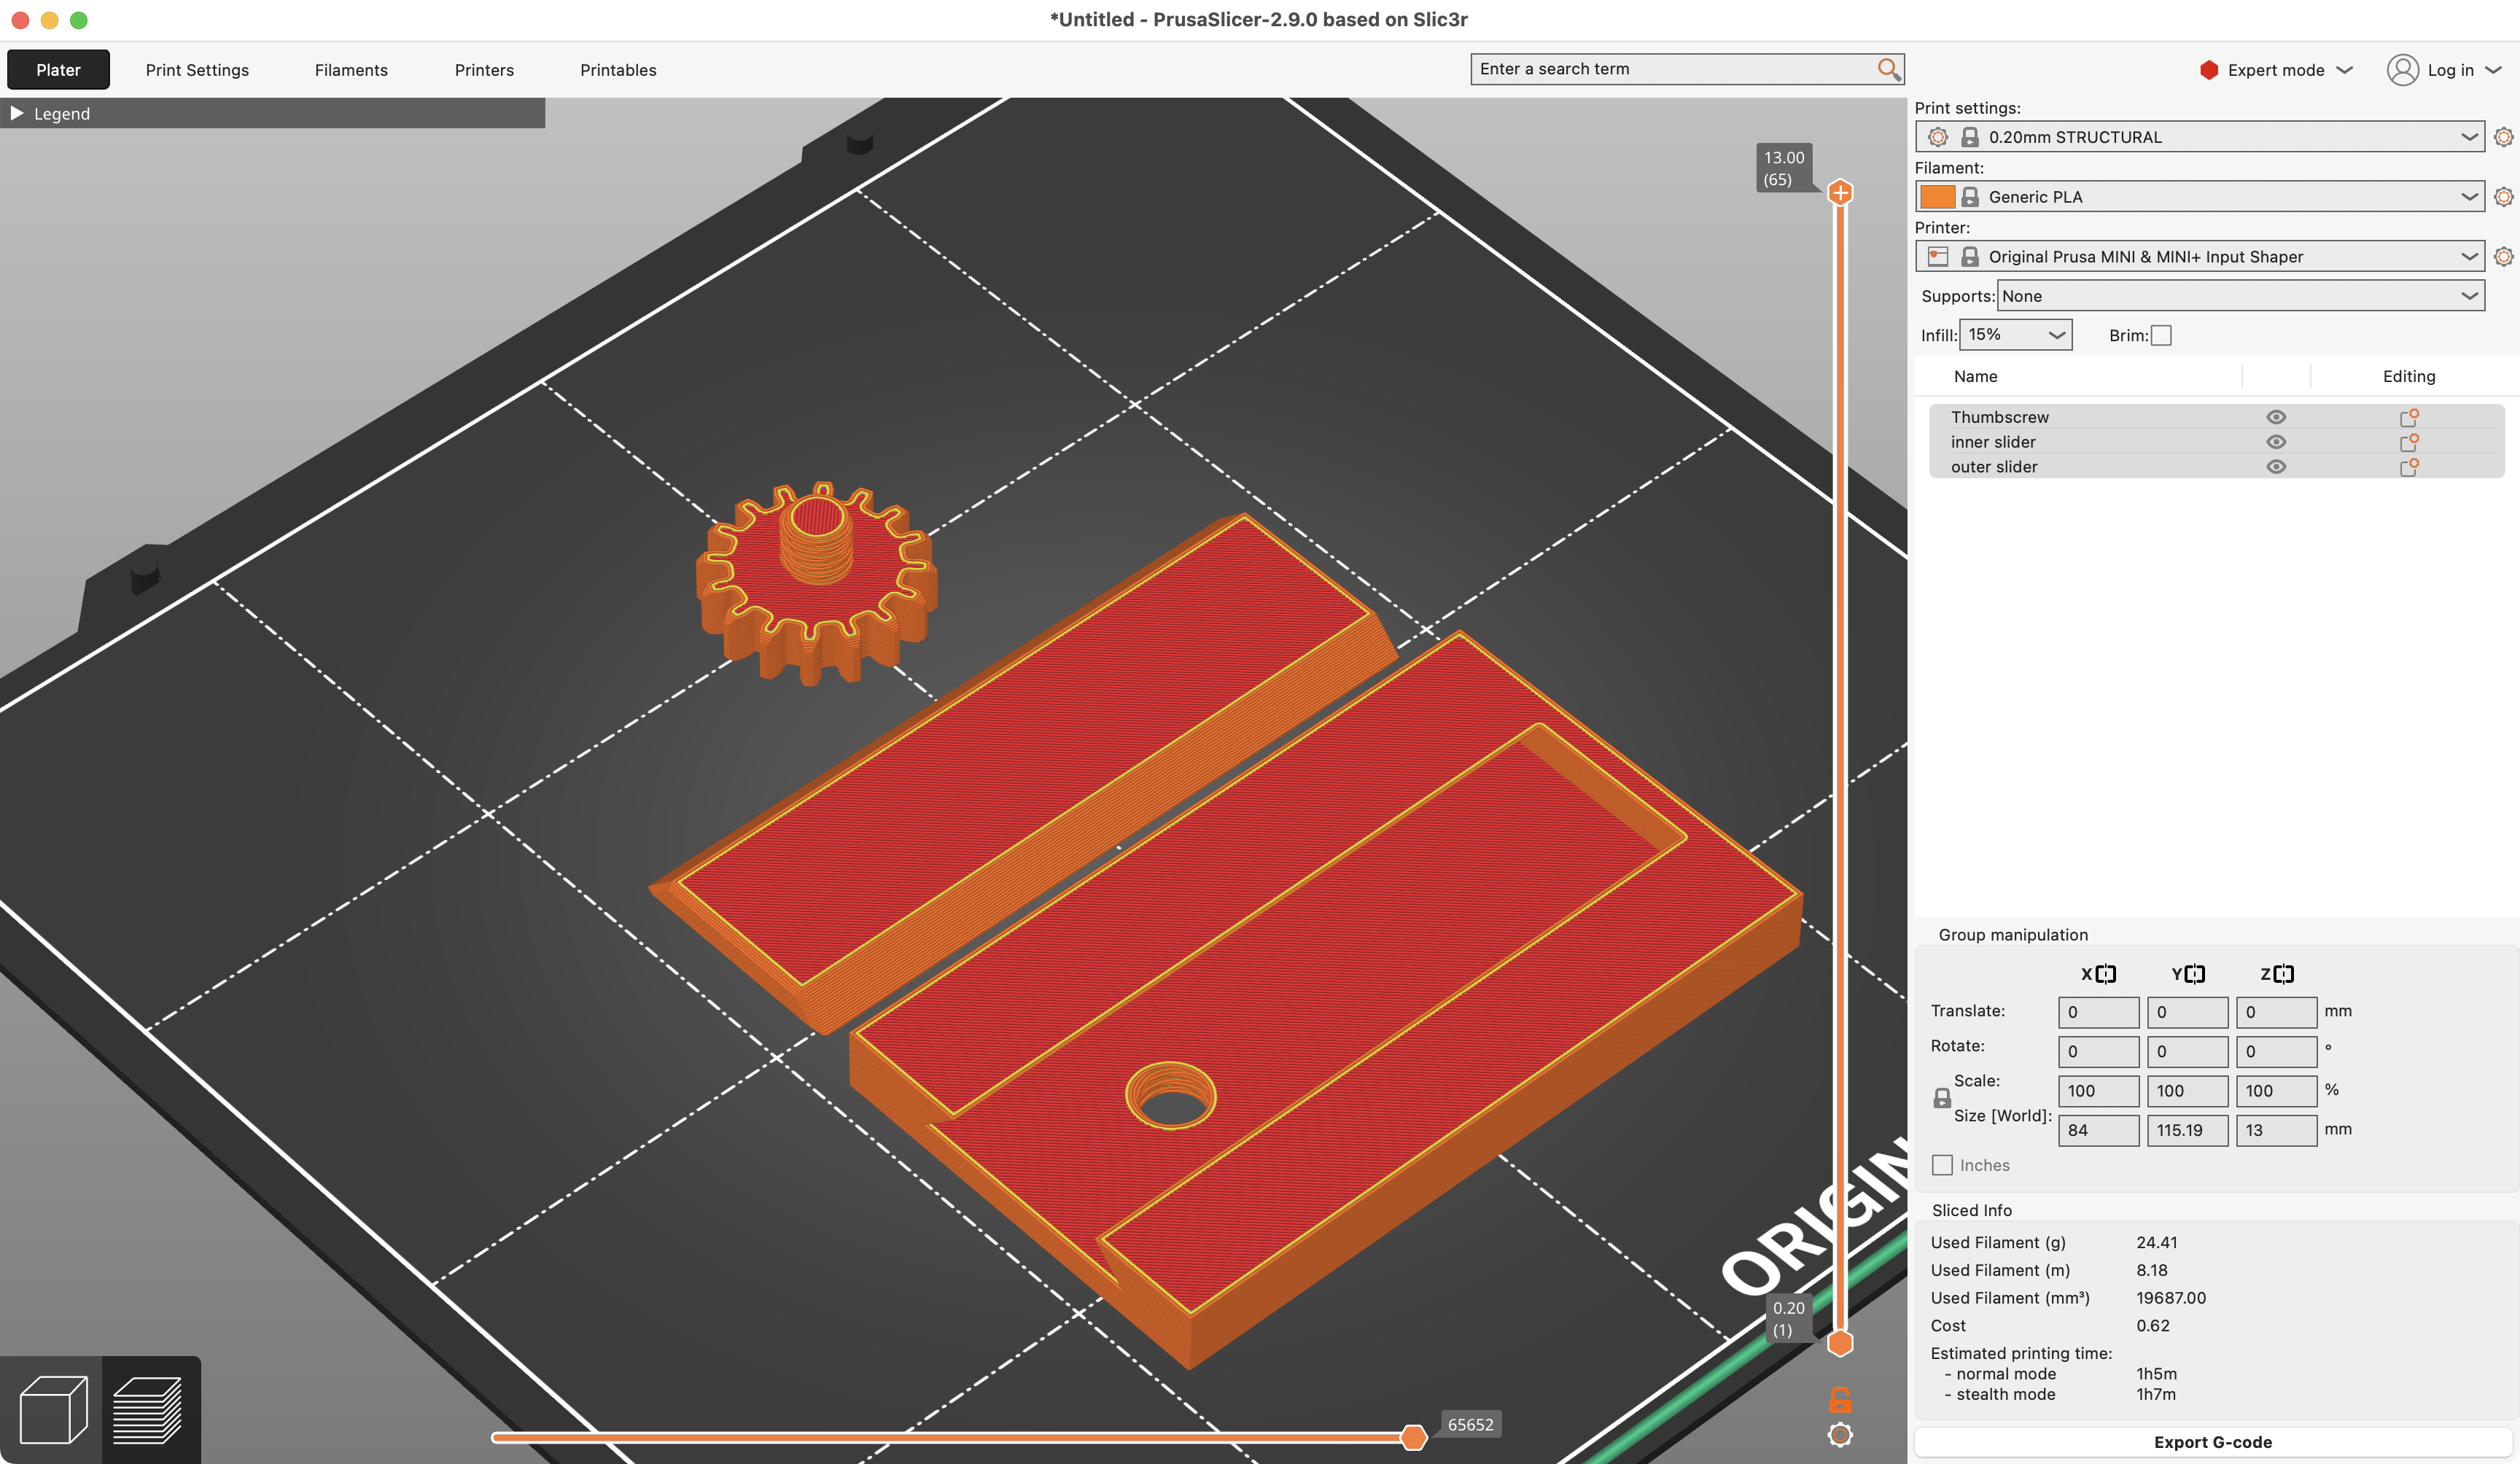 *Untitled - PrusaSlicer-2.9.0 based on Slic3r
Plater Print Settings Filaments Printers Printables Enter a search term Expert mode Log in
Legend
Print settings:
0.20mm STRUCTURAL
Filament:
Generic PLA
Printer:
Original Prusa MINI & MINI+ Input Shaper
Supports: None
Infill: 15% Brim:
Name Editing
Thumbscrew
inner slider
outer slider
13.00
(65)
Group manipulation
X Y Z
Translate: 0 0 0 mm
Rotate: 0 0 0 °
Scale: 100 100 100 %
Size [World]: 84 115.19 13 mm
Inches
Sliced Info
Used Filament (g) 24.41
Used Filament (m) 8.18
Used Filament (mm³) 19687.00
Cost 0.62
Estimated printing time:
- normal mode 1h5m
- stealth mode 1h7m
Export G-code
ORIGIN
0.20
(1)
65652